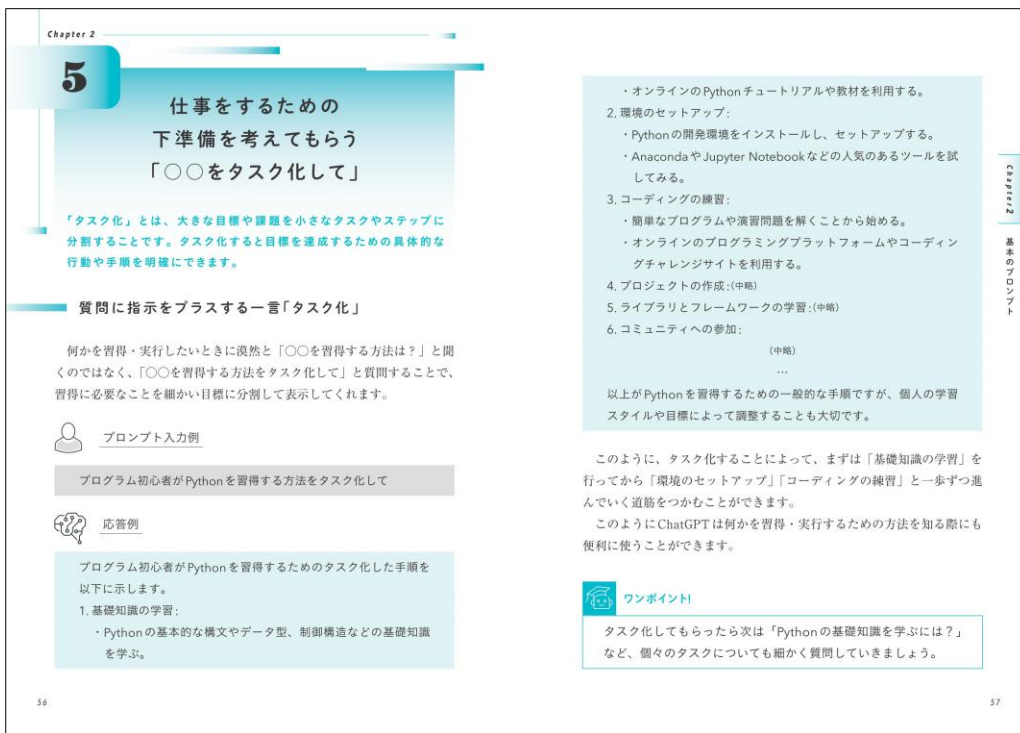 Chapter 2
5
仕事をするための
下準備を考えてもらう
「○○をタスク化して」
「タスク化」とは、大きな目標や課題を小さなタスクやステップに
分割することです。タスク化すると目標を達成するための具体的な
行動や手順を明確にできます。
質問に指示をプラスする一言「タスク化」
何かを習得・実行したいときに漠然と「○○を習得する方法は？」と聞
くのではなく、「○○を習得する方法をタスク化して」と質問することで、
習得に必要なことを細かい目標に分割して表示してくれます。
プロンプト入力例
プログラム初心者がPythonを習得する方法をタスク化して
応答例
プログラム初心者がPythonを習得するためのタスク化した手順を
以下に示します。
1. 基礎知識の学習:
・Pythonの基本的な構文やデータ型、制御構造などの基礎知識
を学ぶ。
56
・オンラインのPythonチュートリアルや教材を利用する。
2. 環境のセットアップ:
・Pythonの開発環境をインストールし、セットアップする。
・AnacondaやJupyter Notebookなどの人気のあるツールを試
してみる。
3. コーディングの練習:
・簡単なプログラムや演習問題を解くことから始める。
・オンラインのプログラミングプラットフォームやコーディン
グチャレンジサイトを利用する。
4. プロジェクトの作成:(中略)
5. ライブラリとフレームワークの学習:(中略)
6. コミュニティへの参加:
(中略)
…
以上がPythonを習得するための一般的な手順ですが、個人の学習
スタイルや目標によって調整することも大切です。
このように、タスク化することによって、まずは「基礎知識の学習」を
行ってから「環境のセットアップ」「コーディングの練習」と一歩ずつ進
んでいく道筋をつかむことができます。
このようにChatGPTは何かを習得・実行するための方法を知る際にも
便利に使うことができます。
ワンポイント!
タスク化してもらったら次は「Pythonの基礎知識を学ぶには？」
など、個々のタスクについても細かく質問していきましょう。
Chapter2
基本のプロンプト
57